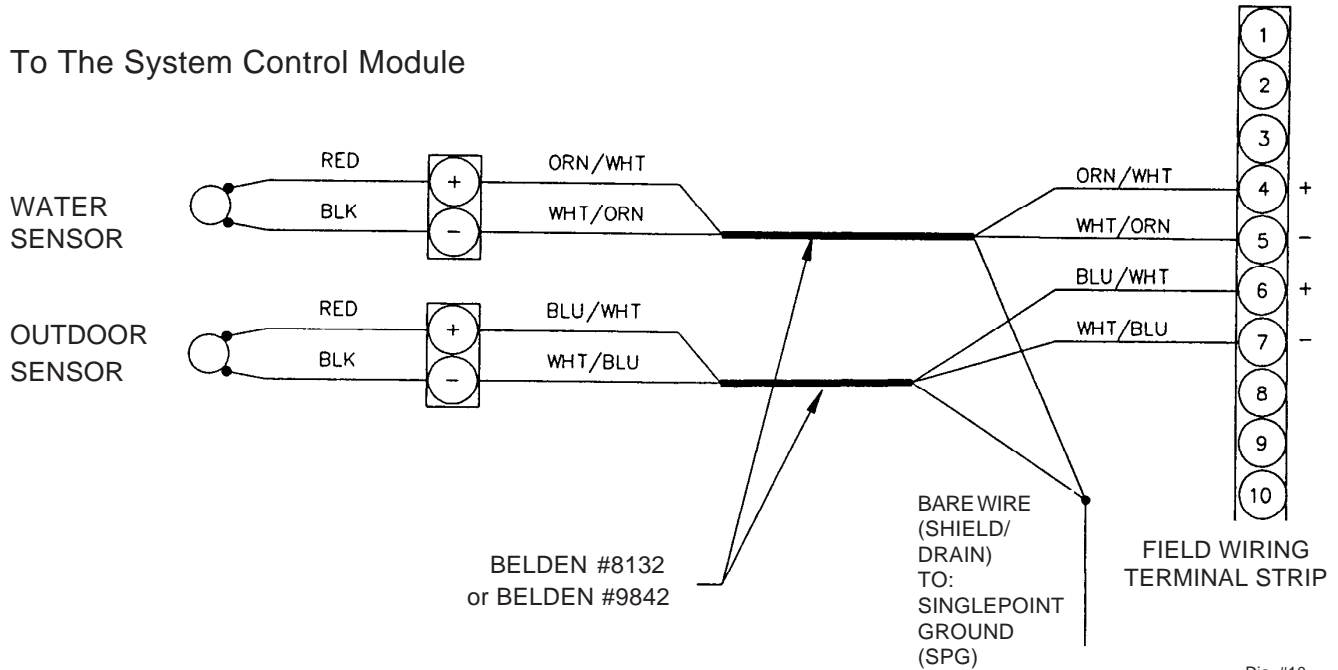 To The System Control Module
WATER
SENSOR
RED
BLK
+
−
ORN/WHT
WHT/ORN
ORN/WHT
WHT/ORN
OUTDOOR
SENSOR
RED
BLK
+
−
BLU/WHT
WHT/BLU
BLU/WHT
WHT/BLU
1
2
3
4 +
5 −
6 +
7 −
8
9
10
BELDEN #8132
or BELDEN #9842
BARE WIRE
(SHIELD/
DRAIN)
TO:
SINGLEPOINT
GROUND
(SPG)
FIELD WIRING
TERMINAL STRIP